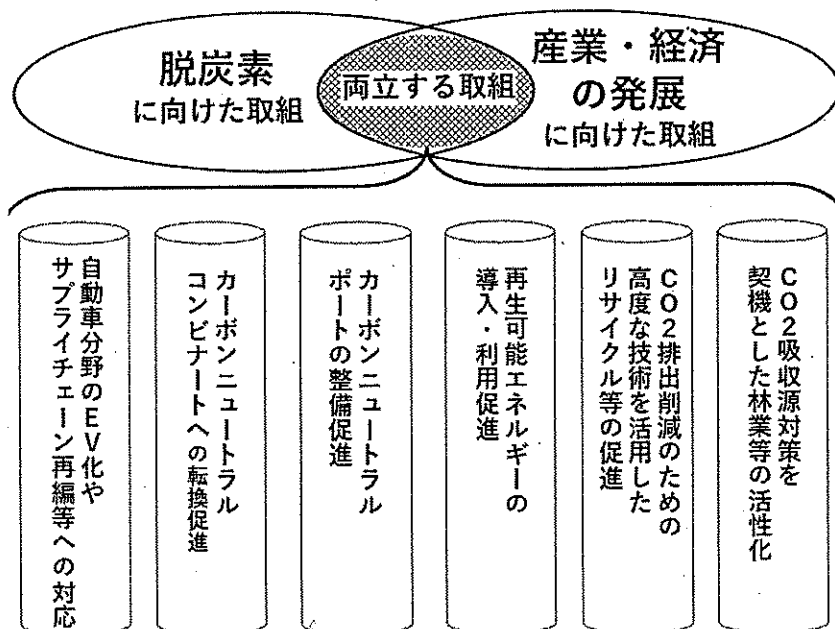 脱炭素
に向けた取組
両立する取組
産業・経済
の発展
に向けた取組
自動車分野のEV化や
サプライチェーン再編等への対応
カーボンニュートラル
コンビナートへの転換促進
カーボンニュートラル
ポートの整備促進
再生可能エネルギーの
導入・利用促進
CO2排出削減のための
高度な技術を活用した
リサイクル等の促進
CO2吸収源対策を
契機とした林業等の活性化